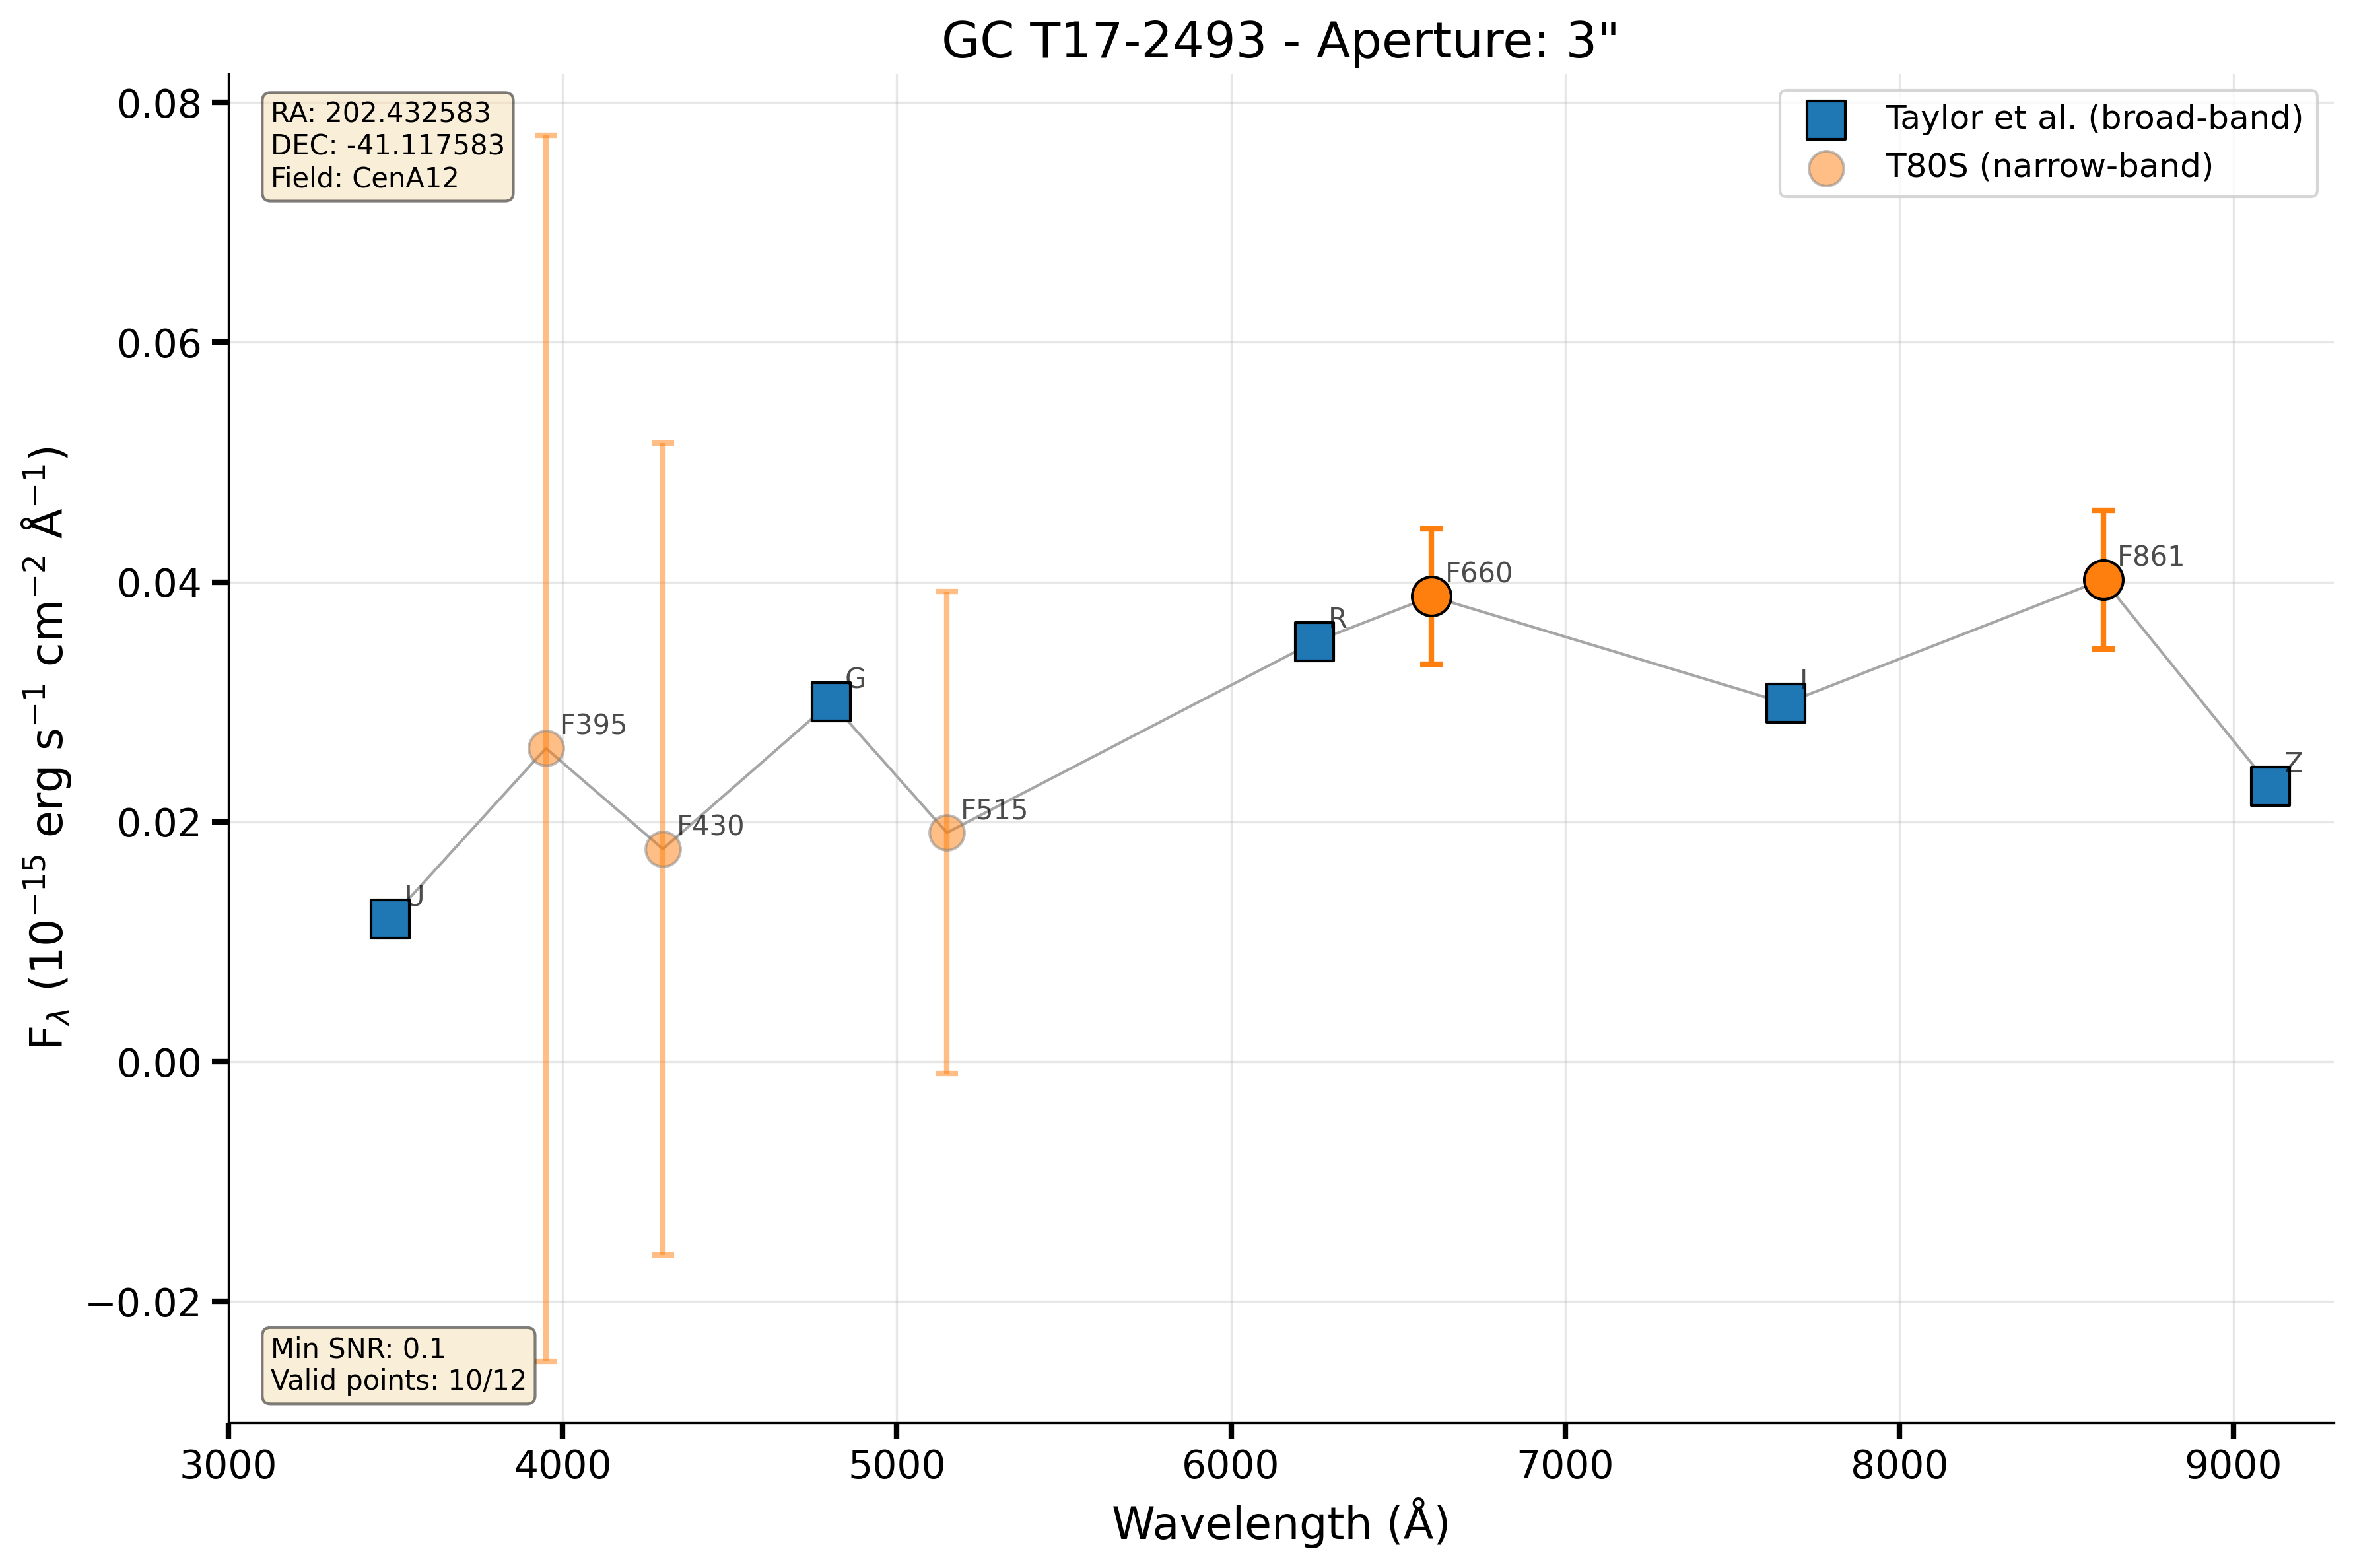 GC T17-2493 - Aperture: 3"
RA: 202.432583
DEC: -41.117583
Field: CenA12
Taylor et al. (broad-band)
T80S (narrow-band)
0.08
0.06
0.04
0.02
0.00
−0.02
F_λ (10⁻¹⁵ erg s⁻¹ cm⁻² Å⁻¹)
U
F395
F430
G
F515
R
F660
I
F861
Z
Min SNR: 0.1
Valid points: 10/12
3000 4000 5000 6000 7000 8000 9000
Wavelength (Å)